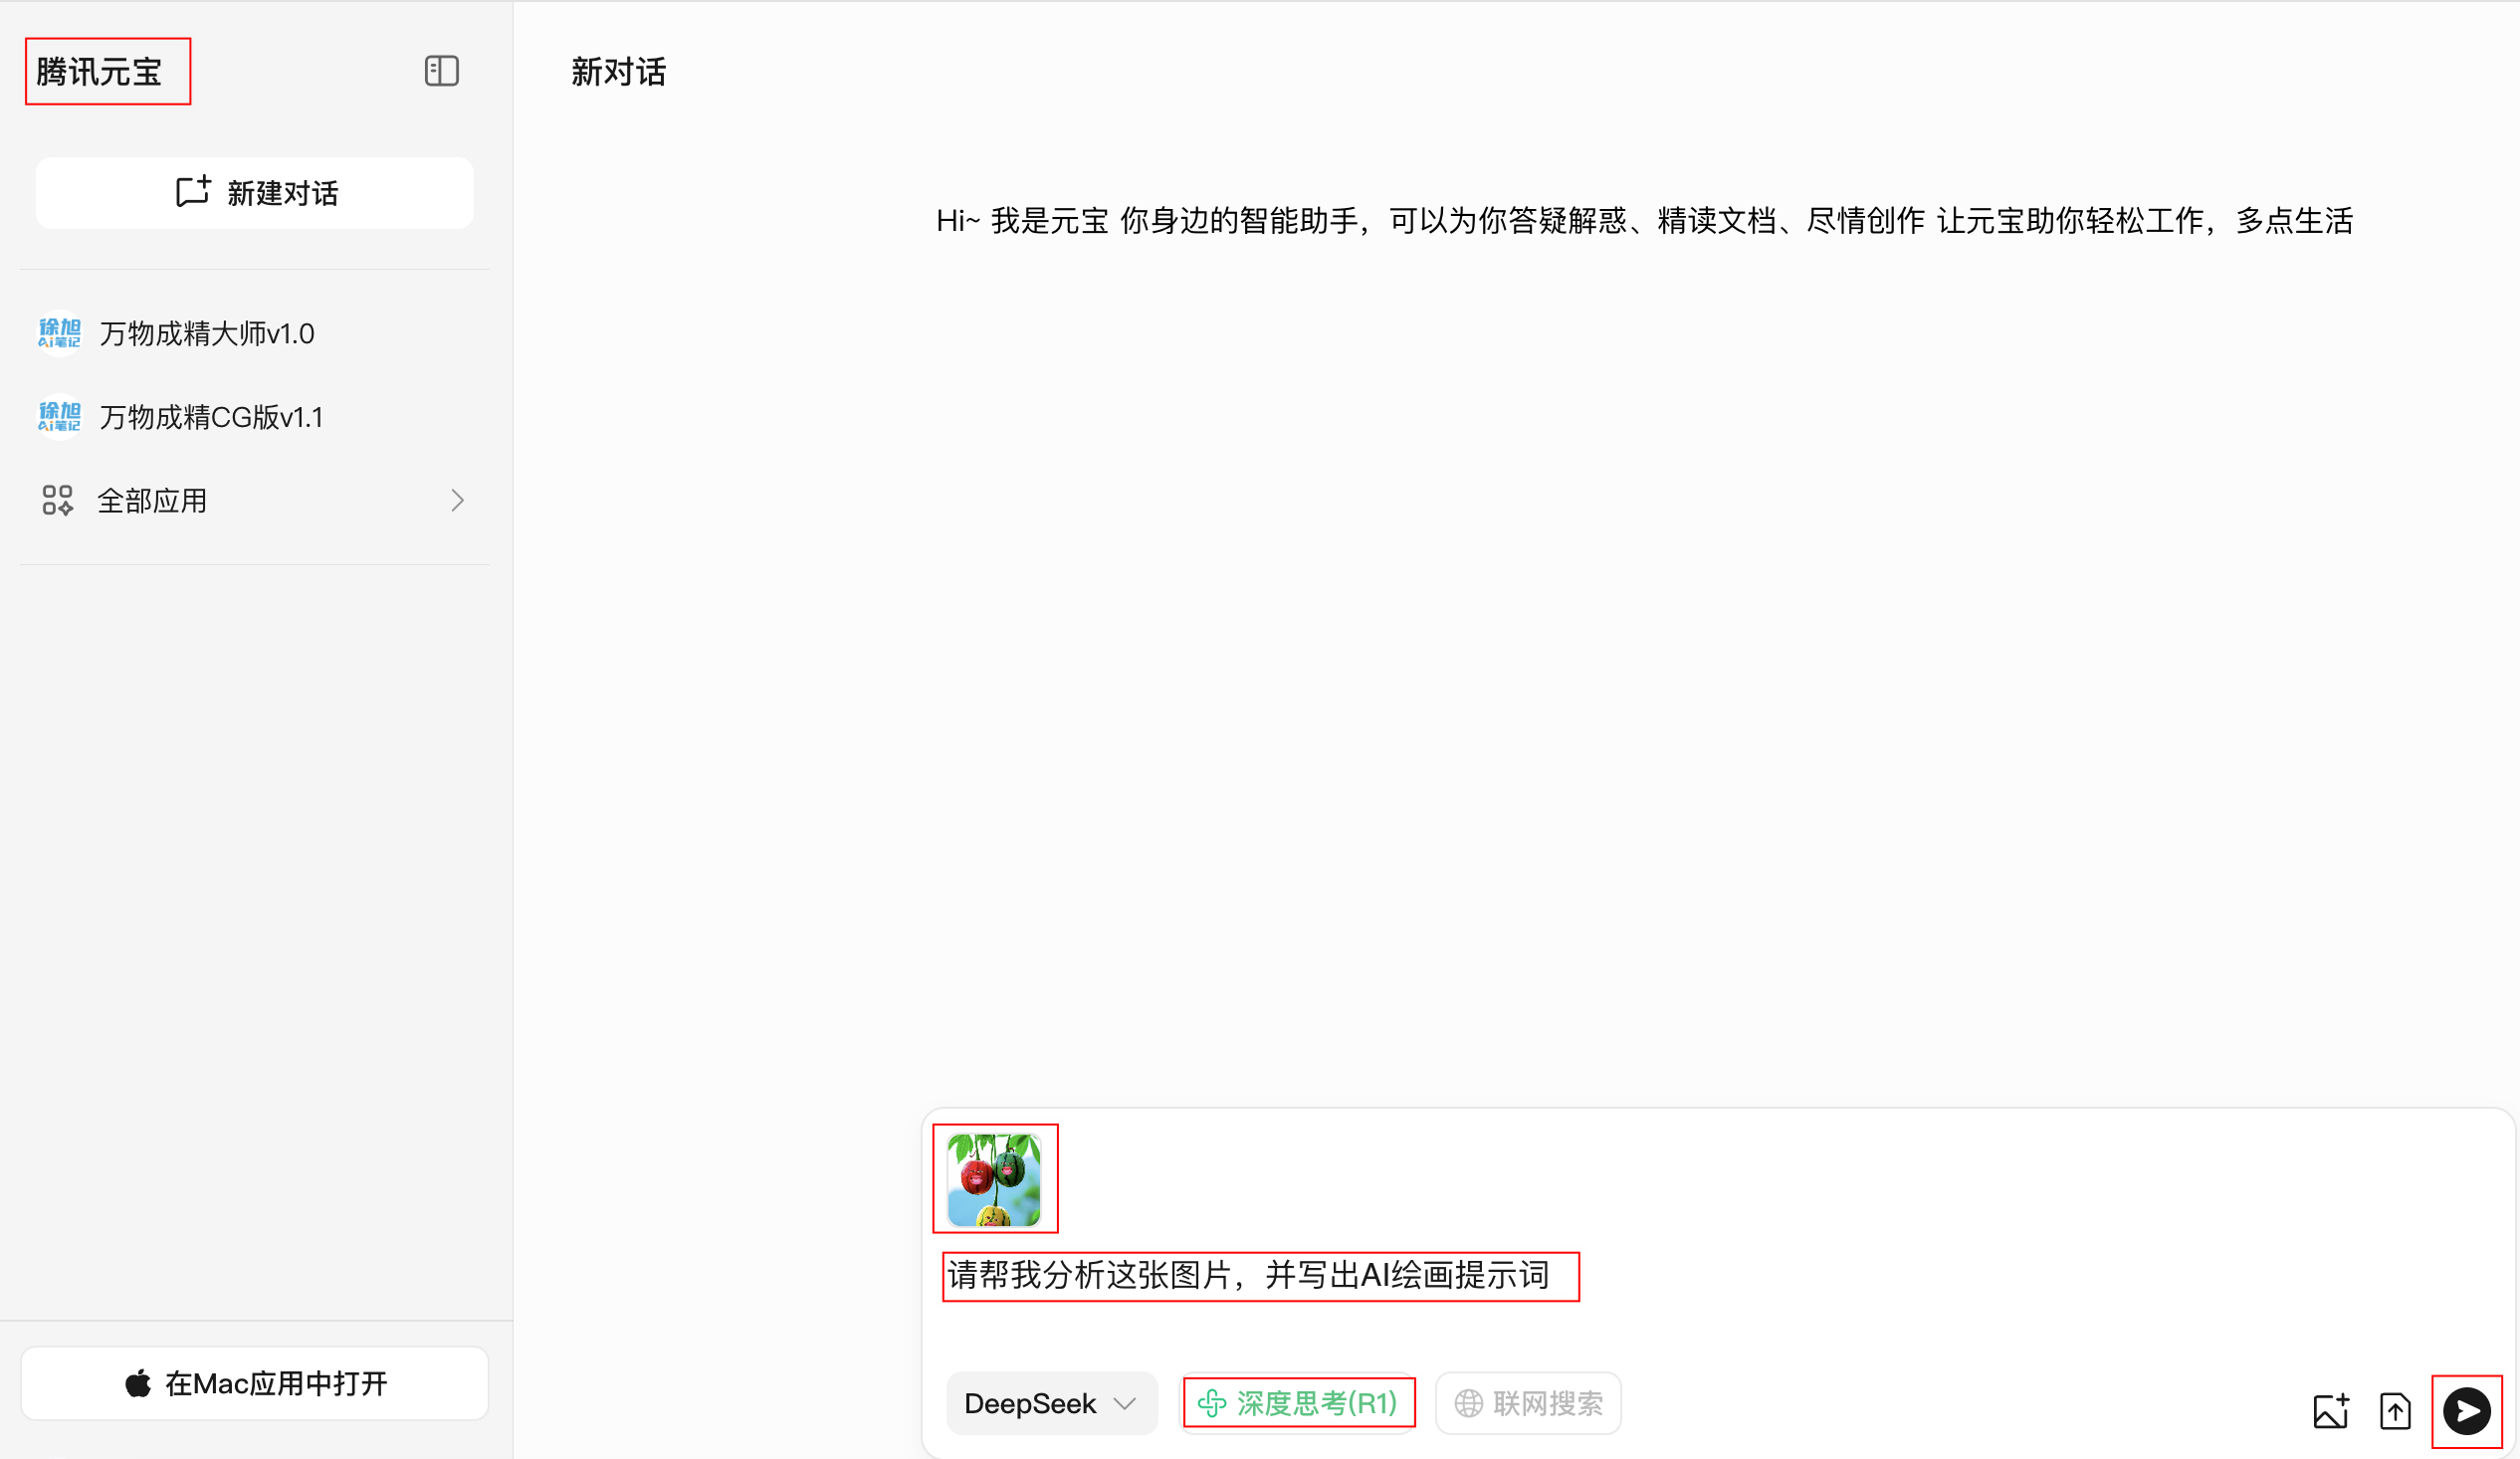 腾讯元宝
新对话
新建对话
Hi~ 我是元宝 你身边的智能助手，可以为你答疑解惑、精读文档、尽情创作 让元宝助你轻松工作，多点生活
徐旭
Ai笔记
万物成精大师v1.0
徐旭
Ai笔记
万物成精CG版v1.1
全部应用
请帮我分析这张图片，并写出AI绘画提示词
在Mac应用中打开
DeepSeek
深度思考(R1)
联网搜索